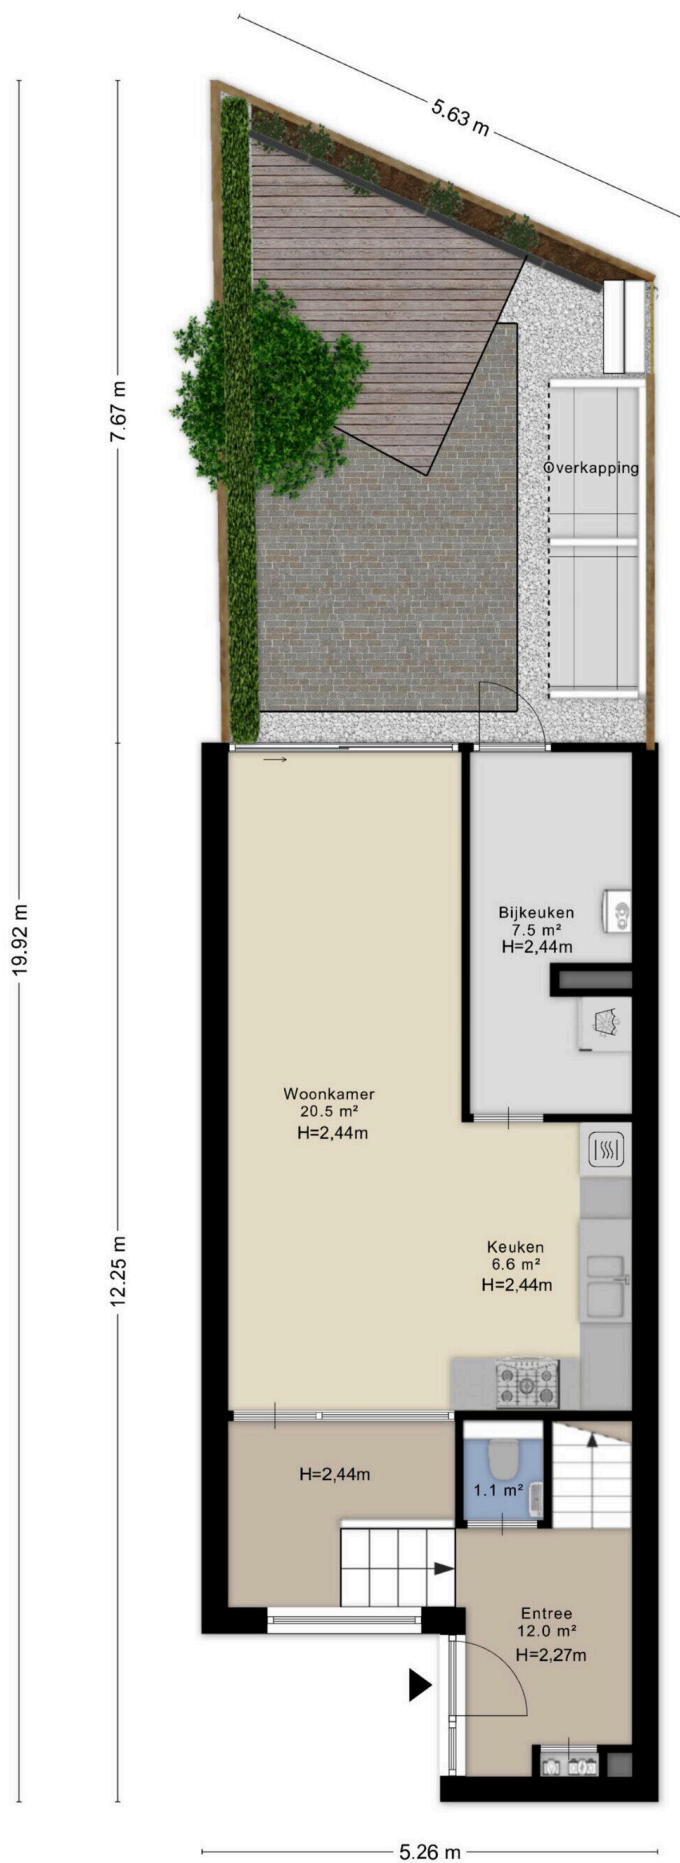 5.63 m
7.67 m
Overkapping
19.92 m
Bijkeuken
7.5 m²
H=2,44m
Woonkamer
20.5 m²
H=2,44m
12.25 m
Keuken
6.6 m²
H=2,44m
H=2,44m
1.1 m²
Entree
12.0 m²
H=2,27m
5.26 m